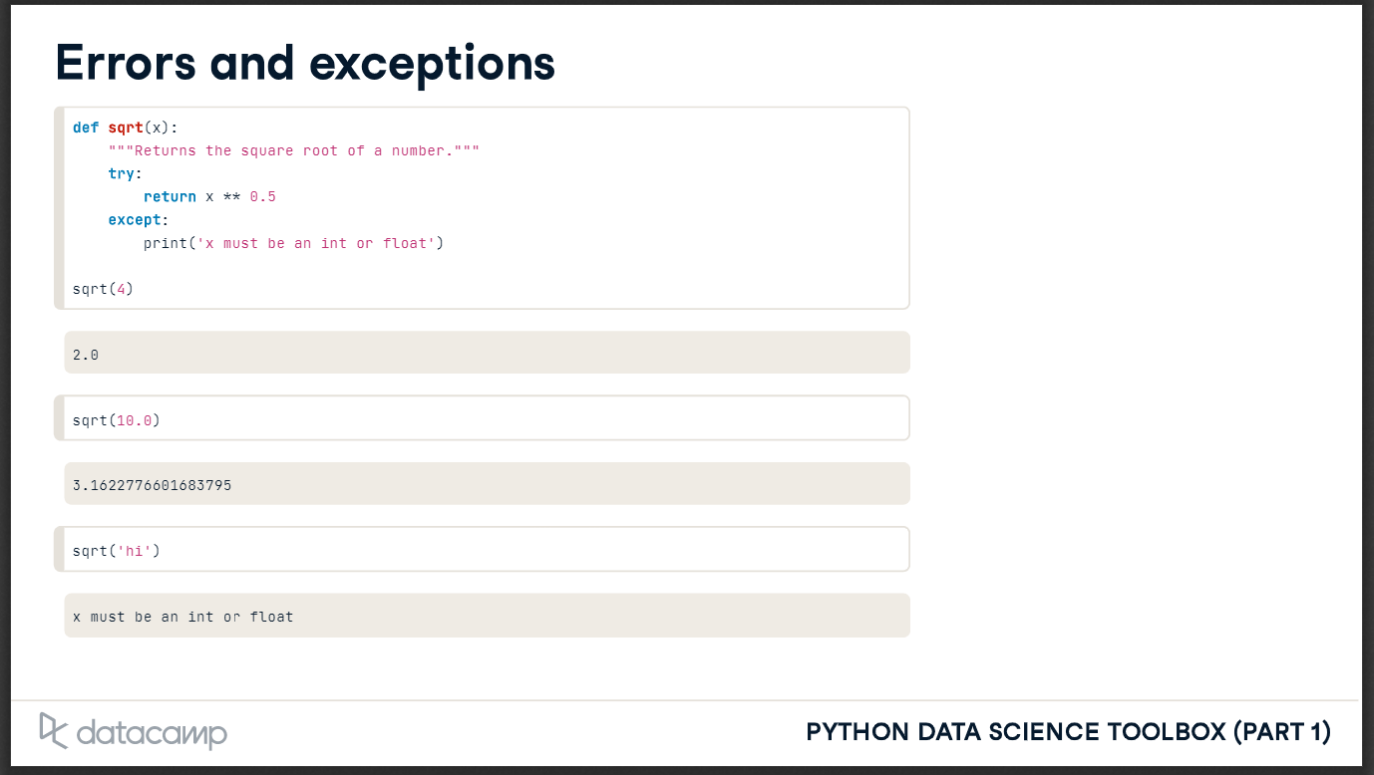 Errors and exceptions
def sqrt(x):
    """Returns the square root of a number."""
    try:
        return x ** 0.5
    except:
        print('x must be an int or float')
sqrt(4)
2.0
sqrt(10.0)
3.1622776601683795
sqrt('hi')
x must be an int or float
datacamp
PYTHON DATA SCIENCE TOOLBOX (PART 1)